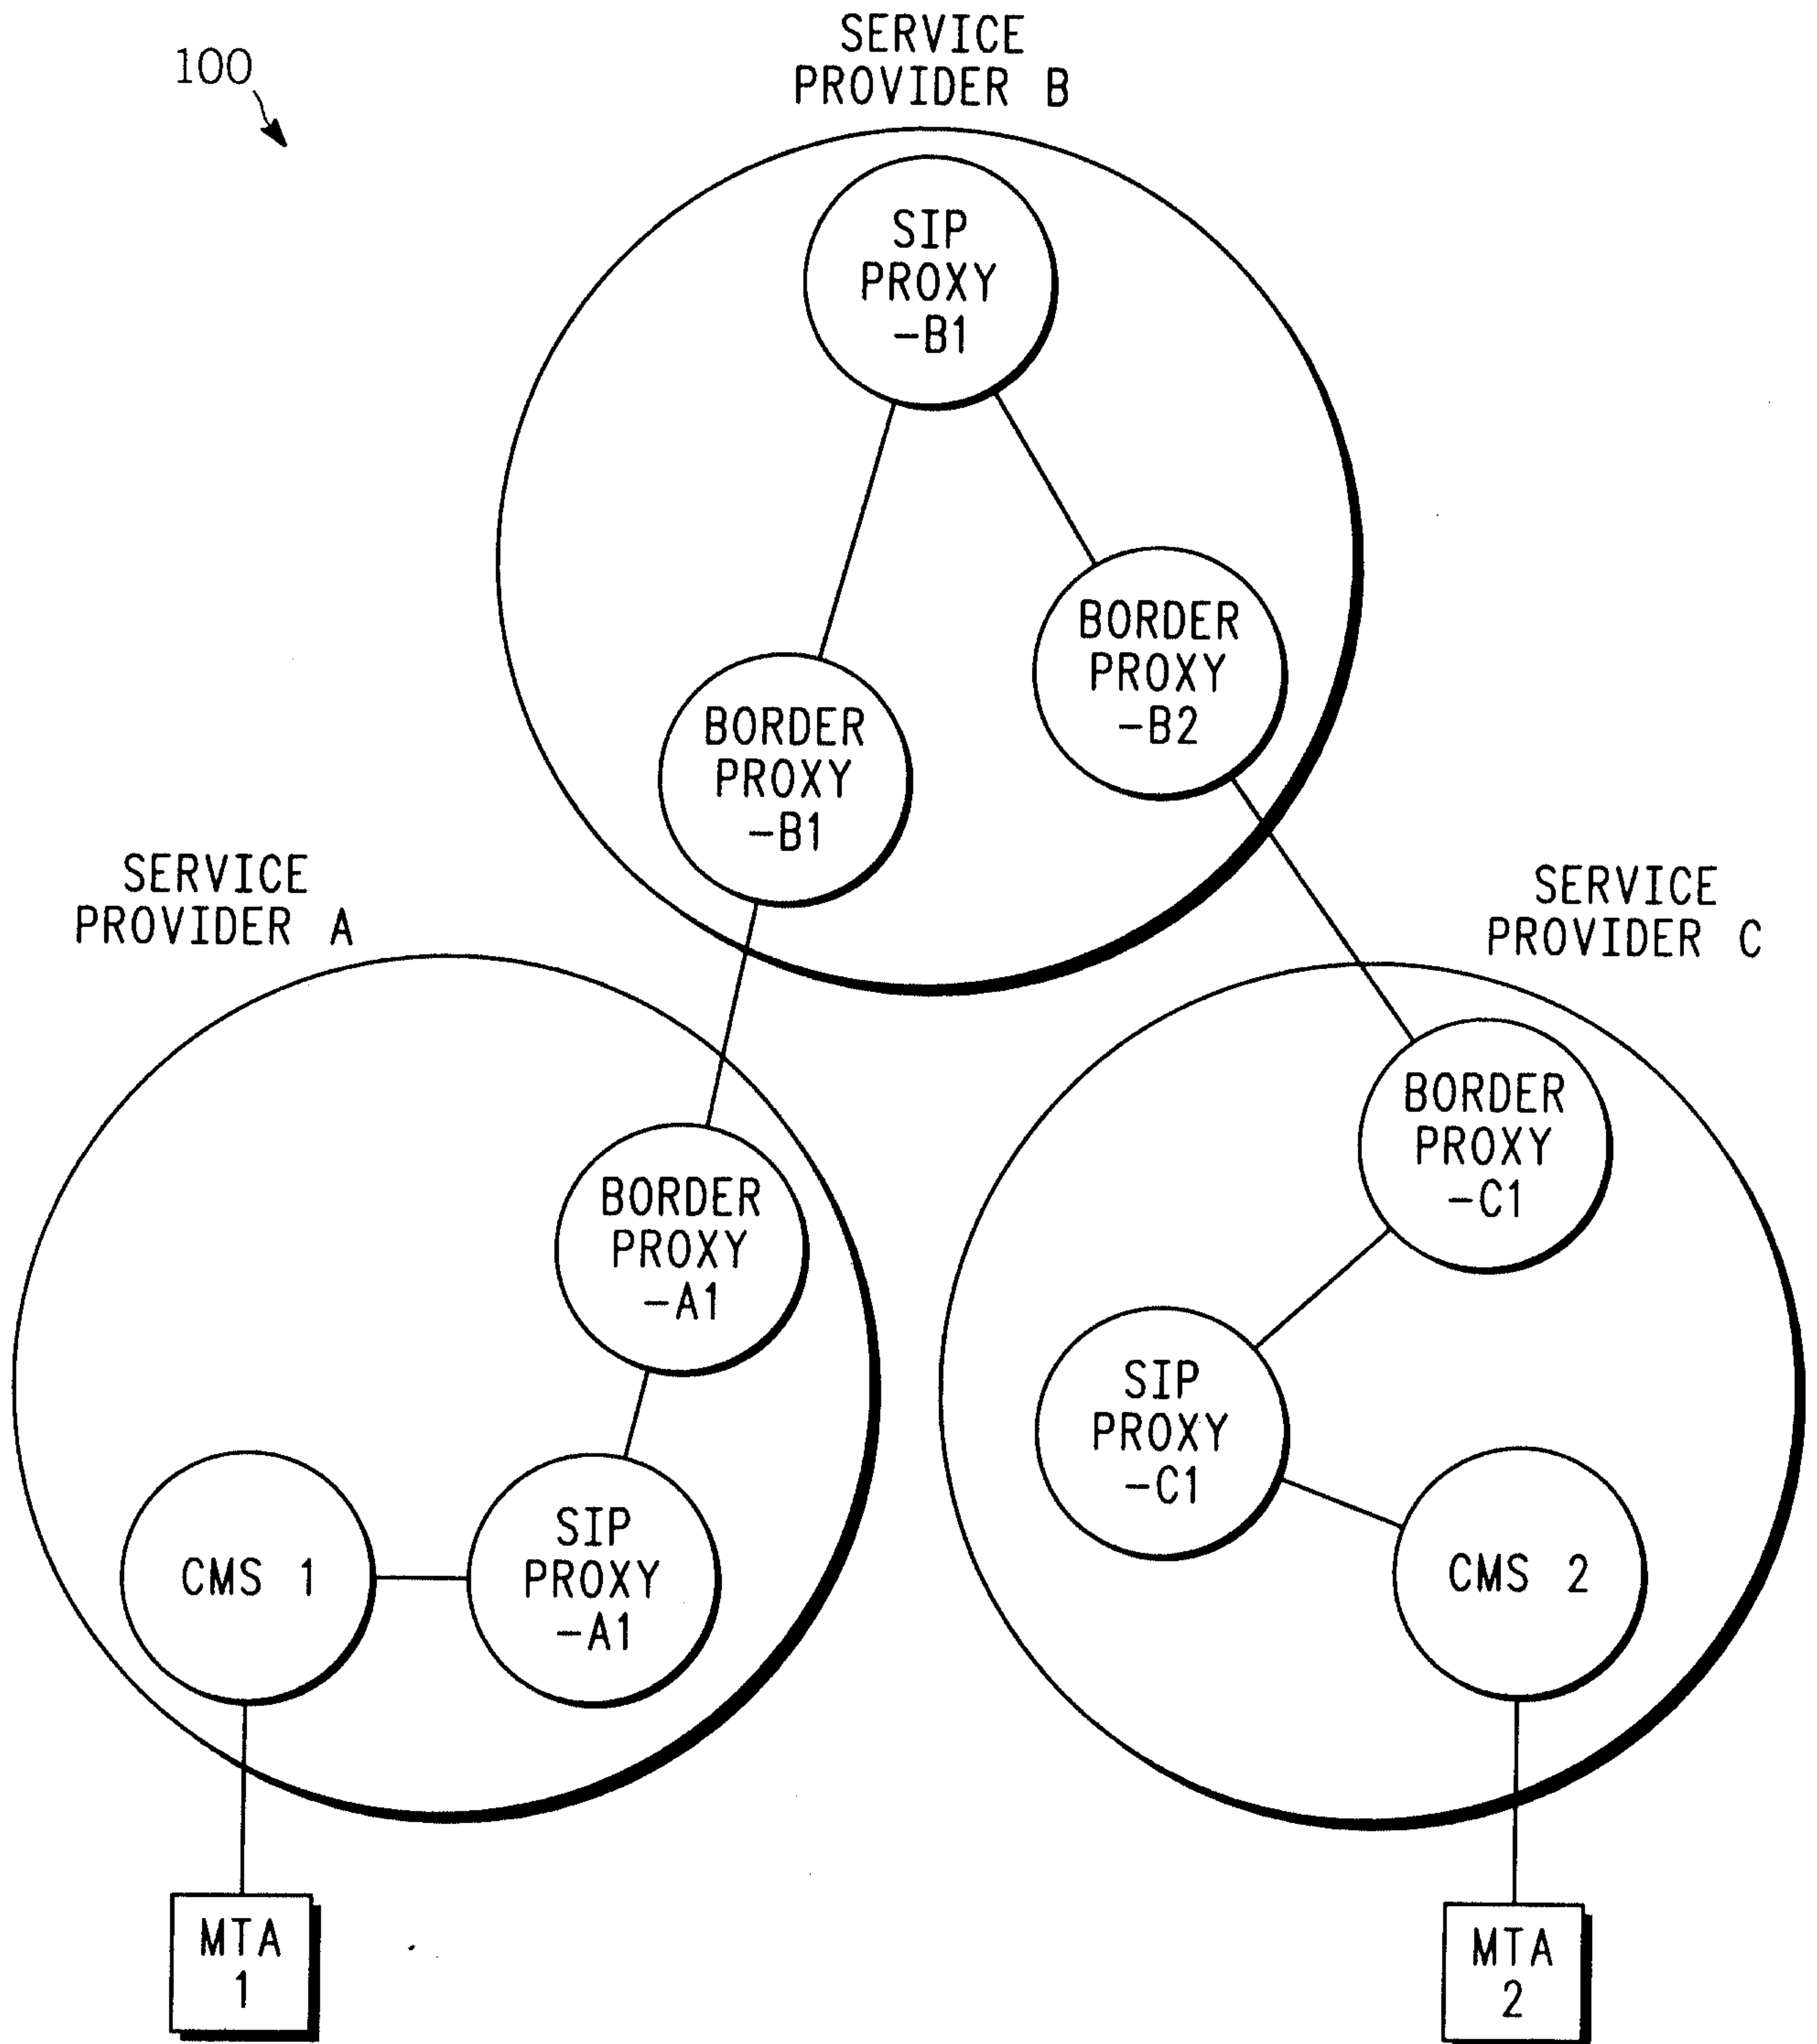 100
SERVICE
PROVIDER B
SIP
PROXY
-B1
BORDER
PROXY
-B2
BORDER
PROXY
-B1
SERVICE
PROVIDER A
SERVICE
PROVIDER C
BORDER
PROXY
-C1
BORDER
PROXY
-A1
SIP
PROXY
-C1
CMS 1
SIP
PROXY
-A1
CMS 2
MTA
1
MTA
2